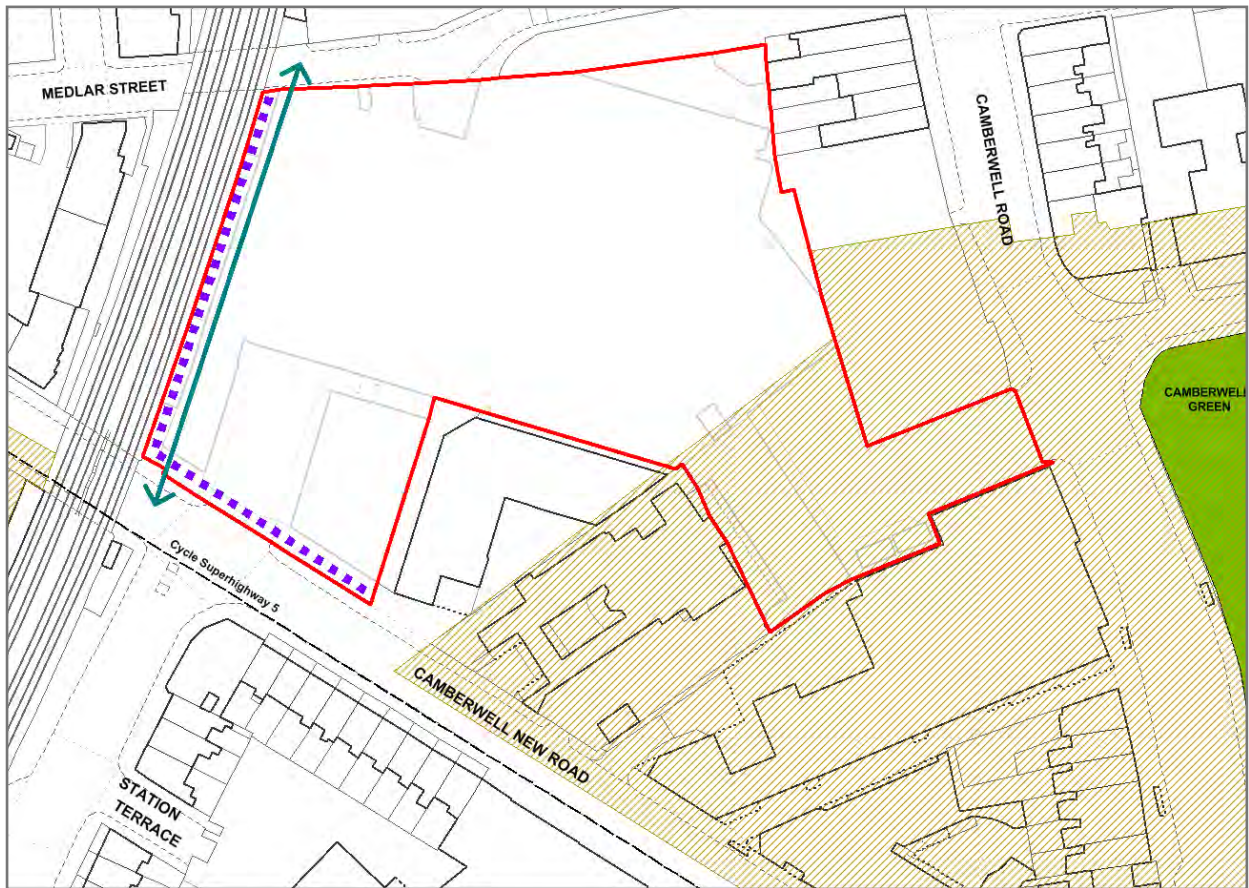 MEDLAR STREET
CAMBERWELL ROAD
CAMBERWELL
GREEN
Cycle Superhighway 5
CAMBERWELL NEW ROAD
STATION
TERRACE